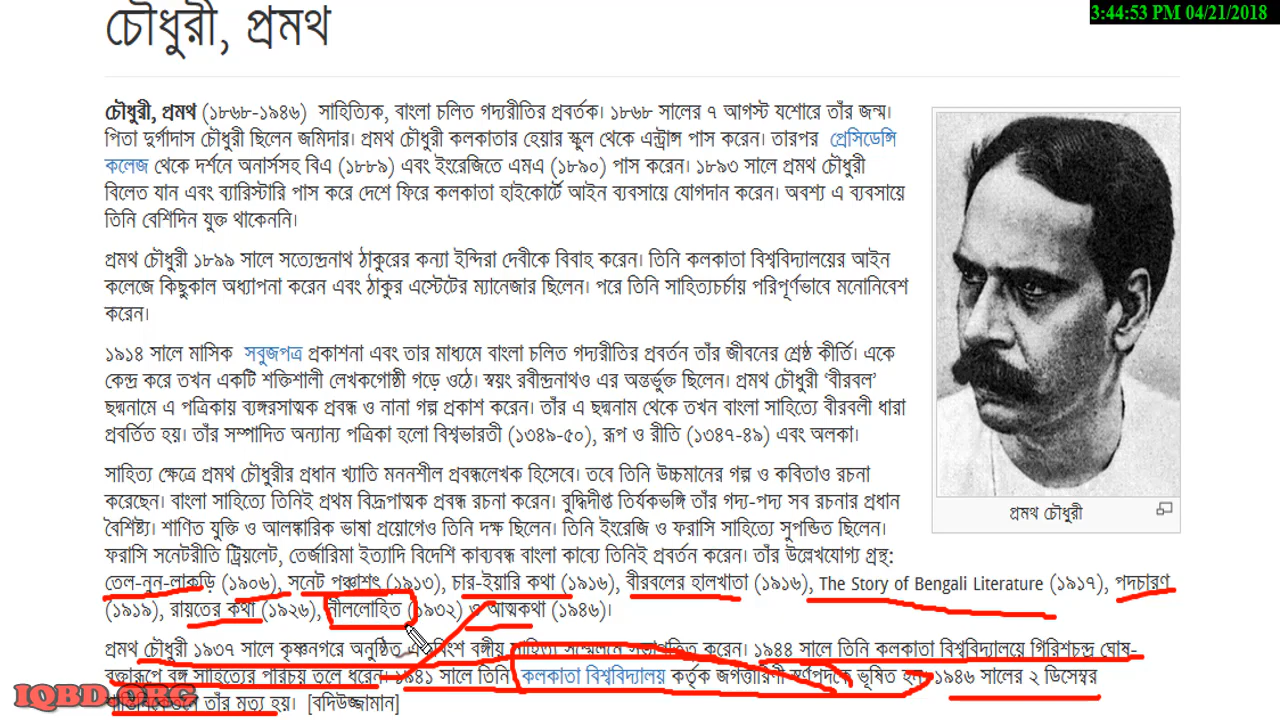 3:44:53 PM 04/21/2018
চৌধুরী, প্রমথ
চৌধুরী, প্রমথ (১৮৬৮-১৯৪৬) সাহিত্যিক, বাংলা চলিত গদ্যরীতির প্রবর্তক। ১৮৬৮ সালের ৭ আগস্ট যশোরে তাঁর জন্ম।
পিতা দুর্গাদাস চৌধুরী ছিলেন জমিদার। প্রমথ চৌধুরী কলকাতার হেয়ার স্কুল থেকে এন্ট্রান্স পাস করেন। তারপর প্রেসিডেন্সি
কলেজ থেকে দর্শনে অনার্সসহ বিএ (১৮৮৯) এবং ইংরেজিতে এমএ (১৮৯০) পাস করেন। ১৮৯৩ সালে প্রমথ চৌধুরী
বিলেত যান এবং ব্যারিস্টারি পাস করে দেশে ফিরে কলকাতা হাইকোর্টে আইন ব্যবসায়ে যোগদান করেন। অবশ্য এ ব্যবসায়ে
তিনি বেশিদিন যুক্ত থাকেননি।
প্রমথ চৌধুরী ১৮৯৯ সালে সত্যেন্দ্রনাথ ঠাকুরের কন্যা ইন্দিরা দেবীকে বিবাহ করেন। তিনি কলকাতা বিশ্ববিদ্যালয়ের আইন
কলেজে কিছুকাল অধ্যাপনা করেন এবং ঠাকুর এস্টেটের ম্যানেজার ছিলেন। পরে তিনি সাহিত্যচর্চায় পরিপূর্ণভাবে মনোনিবেশ
করেন।
১৯১৪ সালে মাসিক সবুজপত্র প্রকাশনা এবং তার মাধ্যমে বাংলা চলিত গদ্যরীতির প্রবর্তন তাঁর জীবনের শ্রেষ্ঠ কীর্তি। একে
কেন্দ্র করে তখন একটি শক্তিশালী লেখকগোষ্ঠী গড়ে ওঠে। স্বয়ং রবীন্দ্রনাথও এর অন্তর্ভুক্ত ছিলেন। প্রমথ চৌধুরী ‘বীরবল’
ছদ্মনামে এ পত্রিকায় ব্যঙ্গরসাত্মক প্রবন্ধ ও নানা গল্প প্রকাশ করেন। তাঁর এ ছদ্মনাম থেকে তখন বাংলা সাহিত্যে বীরবলী ধারা
প্রবর্তিত হয়। তাঁর সম্পাদিত অন্যান্য পত্রিকা হলো বিশ্বভারতী (১৩৪৯-৫০), রূপ ও রীতি (১৩৪৭-৪৯) এবং অলকা।
সাহিত্য ক্ষেত্রে প্রমথ চৌধুরীর প্রধান খ্যাতি মননশীল প্রবন্ধলেখক হিসেবে। তবে তিনি উচ্চমানের গল্প ও কবিতাও রচনা
করেছেন। বাংলা সাহিত্যে তিনিই প্রথম বিদ্রূপাত্মক প্রবন্ধ রচনা করেন। বুদ্ধিদীপ্ত তির্যকভঙ্গি তাঁর গদ্য-পদ্য সব রচনার প্রধান
বৈশিষ্ট্য। শাণিত যুক্তি ও আলঙ্কারিক ভাষা প্রয়োগেও তিনি দক্ষ ছিলেন। তিনি ইংরেজি ও ফরাসি সাহিত্যে সুপন্ডিত ছিলেন।
ফরাসি সনেটরীতি ট্রিয়লেট, তের্জারিমা ইত্যাদি বিদেশি কাব্যবন্ধ বাংলা কাব্যে তিনিই প্রবর্তন করেন। তাঁর উল্লেখযোগ্য গ্রন্থ:
তেল-নুন-লাকড়ি (১৯০৬), সনেট পঞ্চাশৎ (১৯১৩), চার-ইয়ারি কথা (১৯১৬), বীরবলের হালখাতা (১৯১৬), The Story of Bengali Literature (১৯১৭), পদচারণ
(১৯১৯), রায়তের কথা (১৯২৬), নীললোহিত (১৯৩২) ও আত্মকথা (১৯৪৬)।
প্রমথ চৌধুরী ১৯৩৭ সালে কৃষ্ণনগরে অনুষ্ঠিত বঙ্গীয় সাহিত্য সম্মেলনে সভাপতিত্ব করেন। ১৯৪৪ সালে তিনি কলকাতা বিশ্ববিদ্যালয়ে গিরিশচন্দ্র ঘোষ-
বক্তারূপে বঙ্গ সাহিত্যের পরিচয় তুলে ধরেন। ১৯৪১ সালে তিনি কলকাতা বিশ্ববিদ্যালয় কর্তৃক জগত্তারিণী স্বর্ণপদকে ভূষিত হন। ১৯৪৬ সালের ২ ডিসেম্বর
তাঁর মৃত্যু হয়। [বদিউজ্জামান]
প্রমথ চৌধুরী
IQBD.ORG